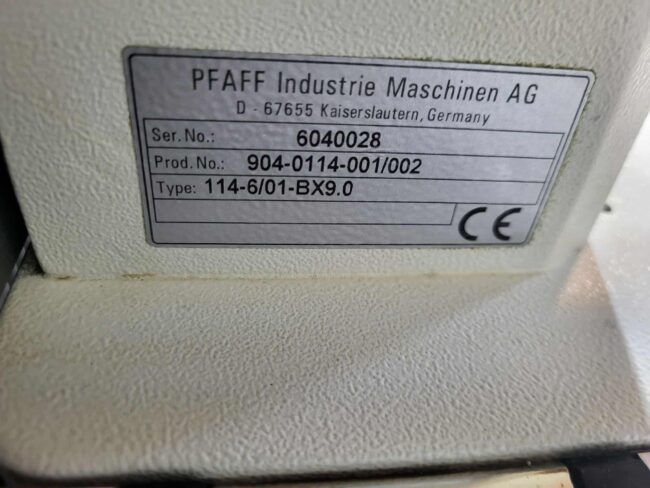 PFAFF Industrie Maschinen AG
D - 67655 Kaiserslautern, Germany
Ser. No.: 6040028
Prod. No.: 904-0114-001/002
Type: 114-6/01-BX9.0
CE